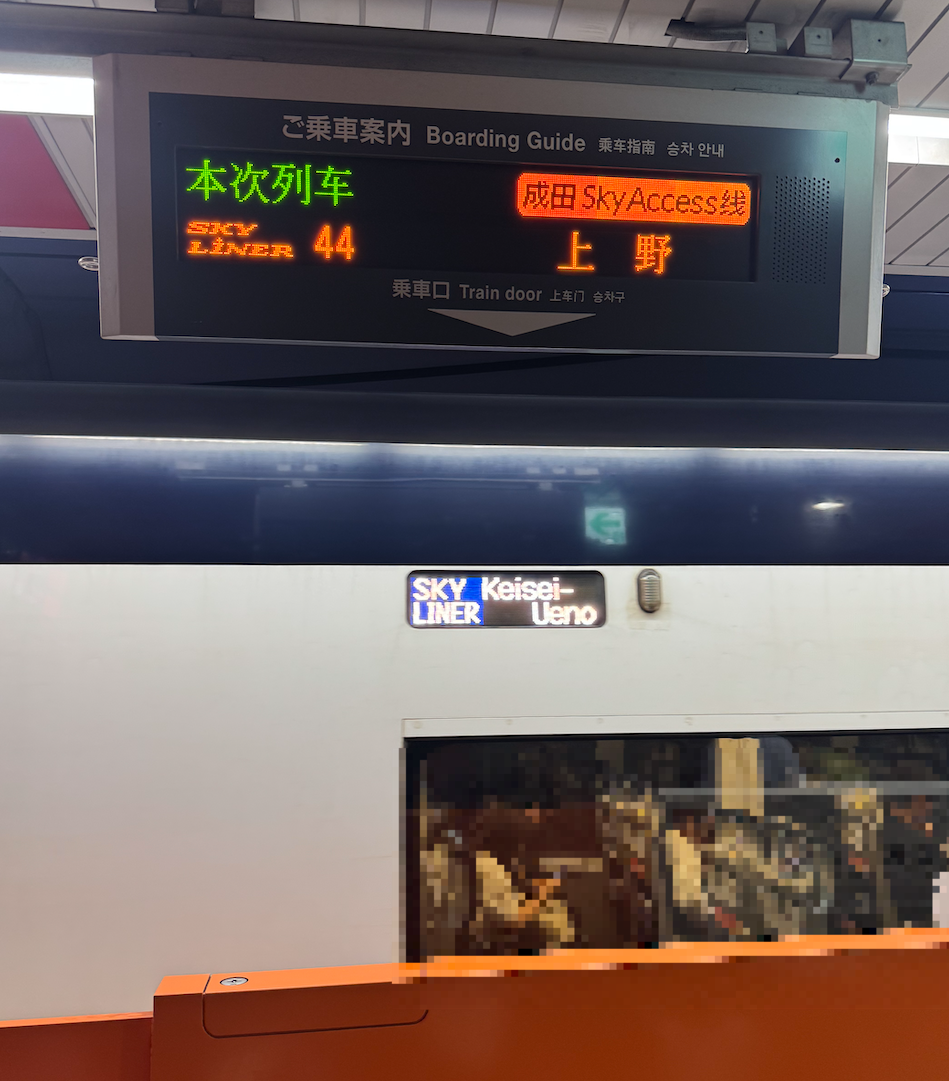 ご乗車案内 Boarding Guide 乘车指南 승차 안내
本次列车 成田SkyAccess线
SKY LINER 44 上野
乗車口 Train door 上车门 승차구
SKY LINER Keisei-Ueno